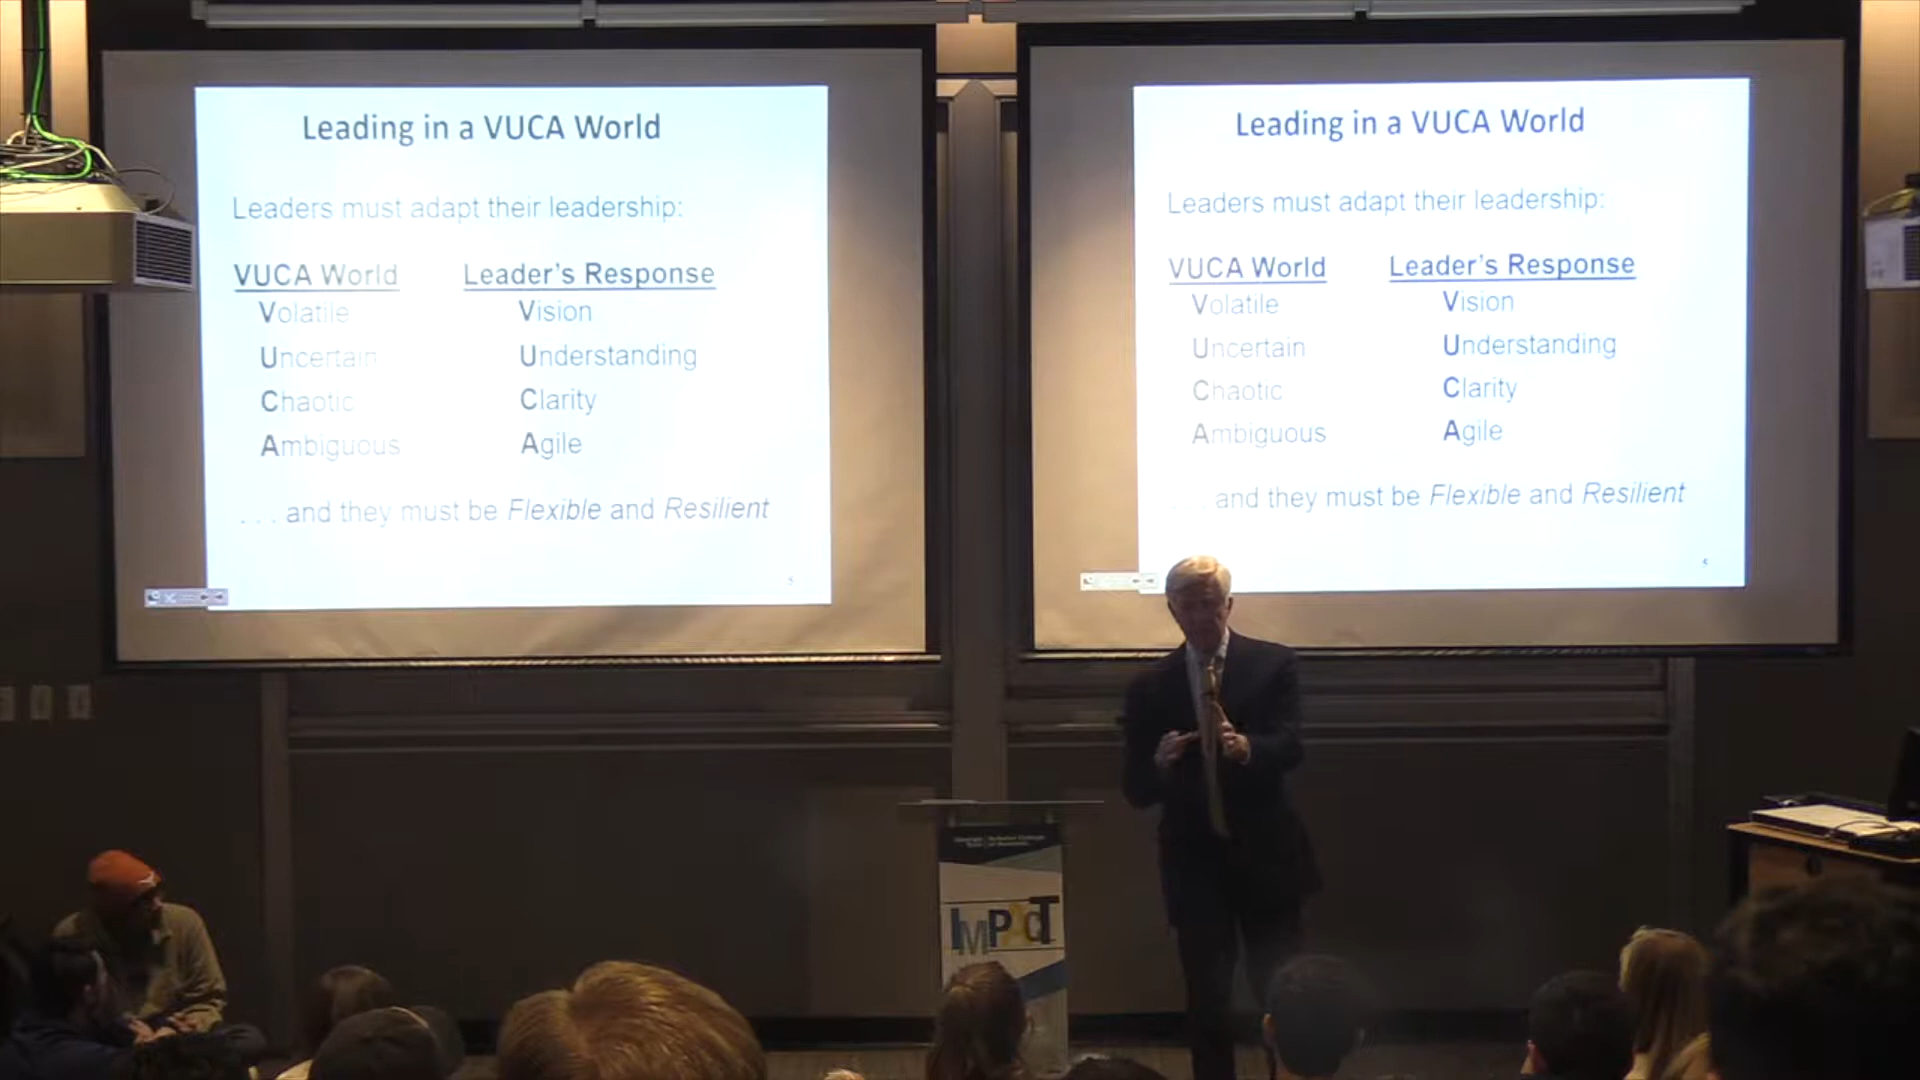 Leading in a VUCA World
Leaders must adapt their leadership:
VUCA World Leader's Response
Volatile Vision
Uncertain Understanding
Chaotic Clarity
Ambiguous Agile
. . . and they must be Flexible and Resilient
5
Leading in a VUCA World
Leaders must adapt their leadership:
VUCA World Leader's Response
Volatile Vision
Uncertain Understanding
Chaotic Clarity
Ambiguous Agile
and they must be Flexible and Resilient
IMPACT